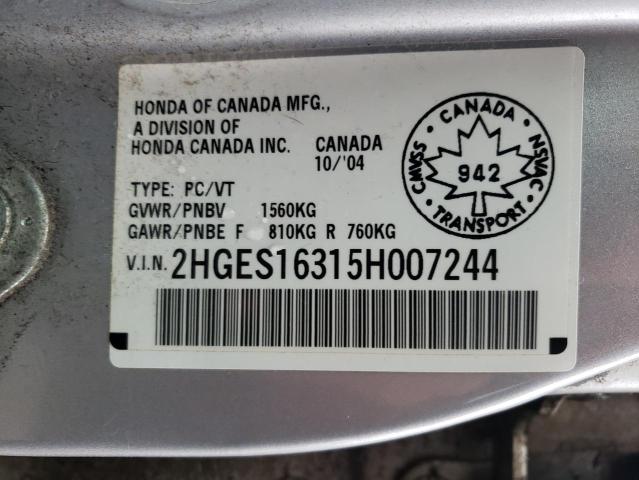 HONDA OF CANADA MFG.,
A DIVISION OF
HONDA CANADA INC. CANADA
10/'04
TYPE: PC/VT
GVWR/PNBV 1560KG
GAWR/PNBE F 810KG R 760KG
V.I.N. 2HGES16315H007244
CANADA
CMVSS 942 NSVAC
TRANSPORT